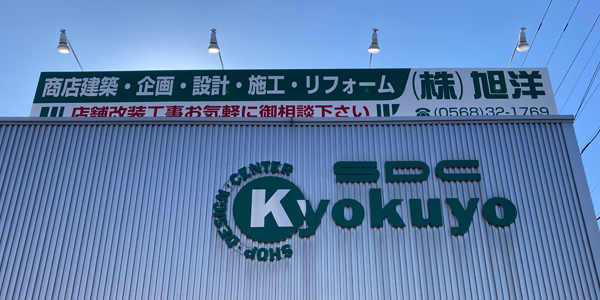 商店建築・企画・設計・施工・リフォーム
(株)旭洋
店舗改装工事お気軽に御相談下さい
☎(0568)32-1769
SDC
Kyokuyo
SHOP・DESIGN・CENTER